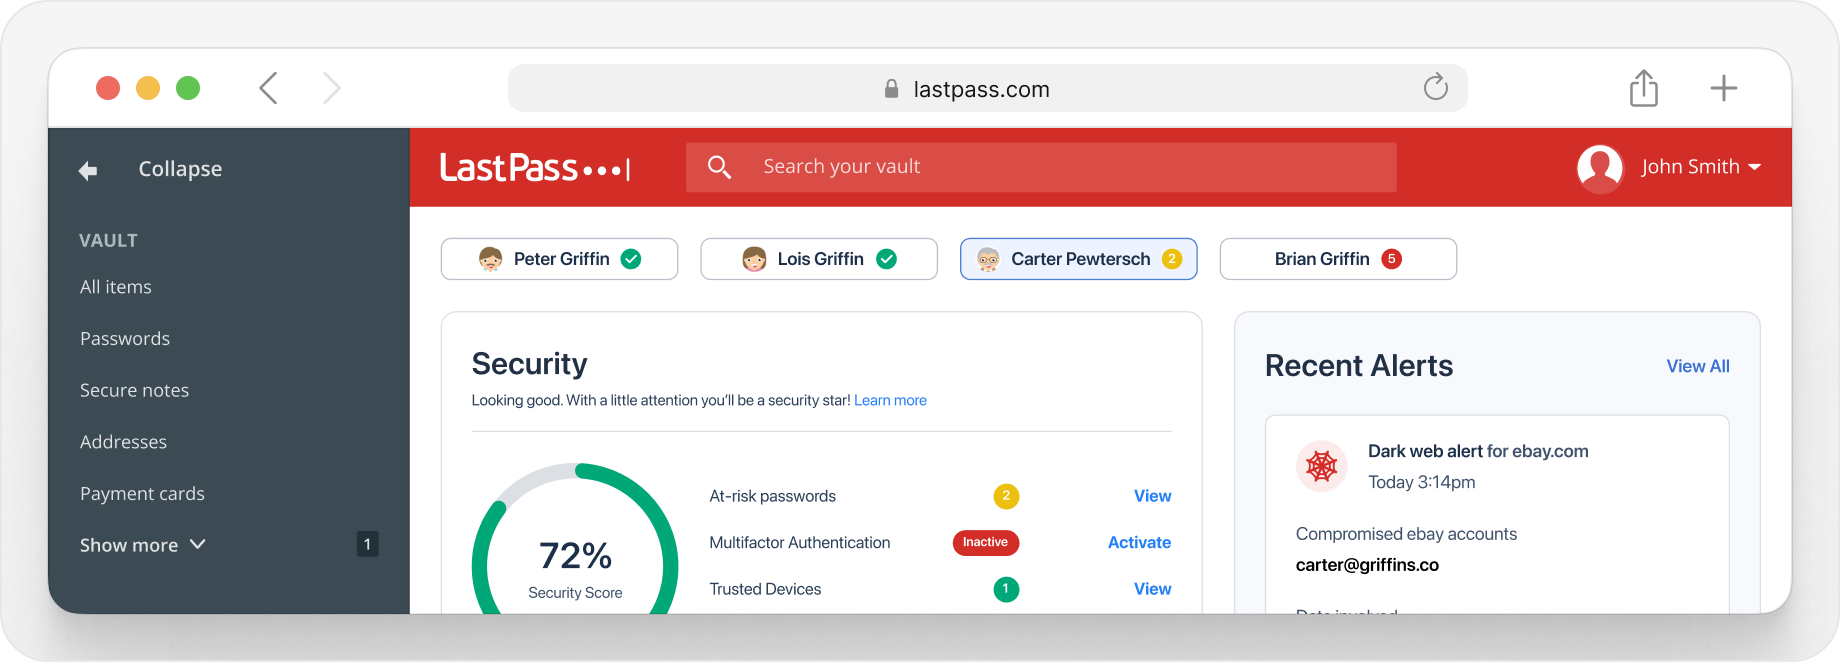 lastpass.com
Collapse
LastPass
Search your vault
John Smith
VAULT
All items
Passwords
Secure notes
Addresses
Payment cards
Show more 1
Peter Griffin
Lois Griffin
Carter Pewtersch 2
Brian Griffin 5
Security
Looking good. With a little attention you'll be a security star! Learn more
72%
Security Score
At-risk passwords 2 View
Multifactor Authentication Inactive Activate
Trusted Devices 1 View
Recent Alerts View All
Dark web alert for ebay.com
Today 3:14pm
Compromised ebay accounts
carter@griffins.co